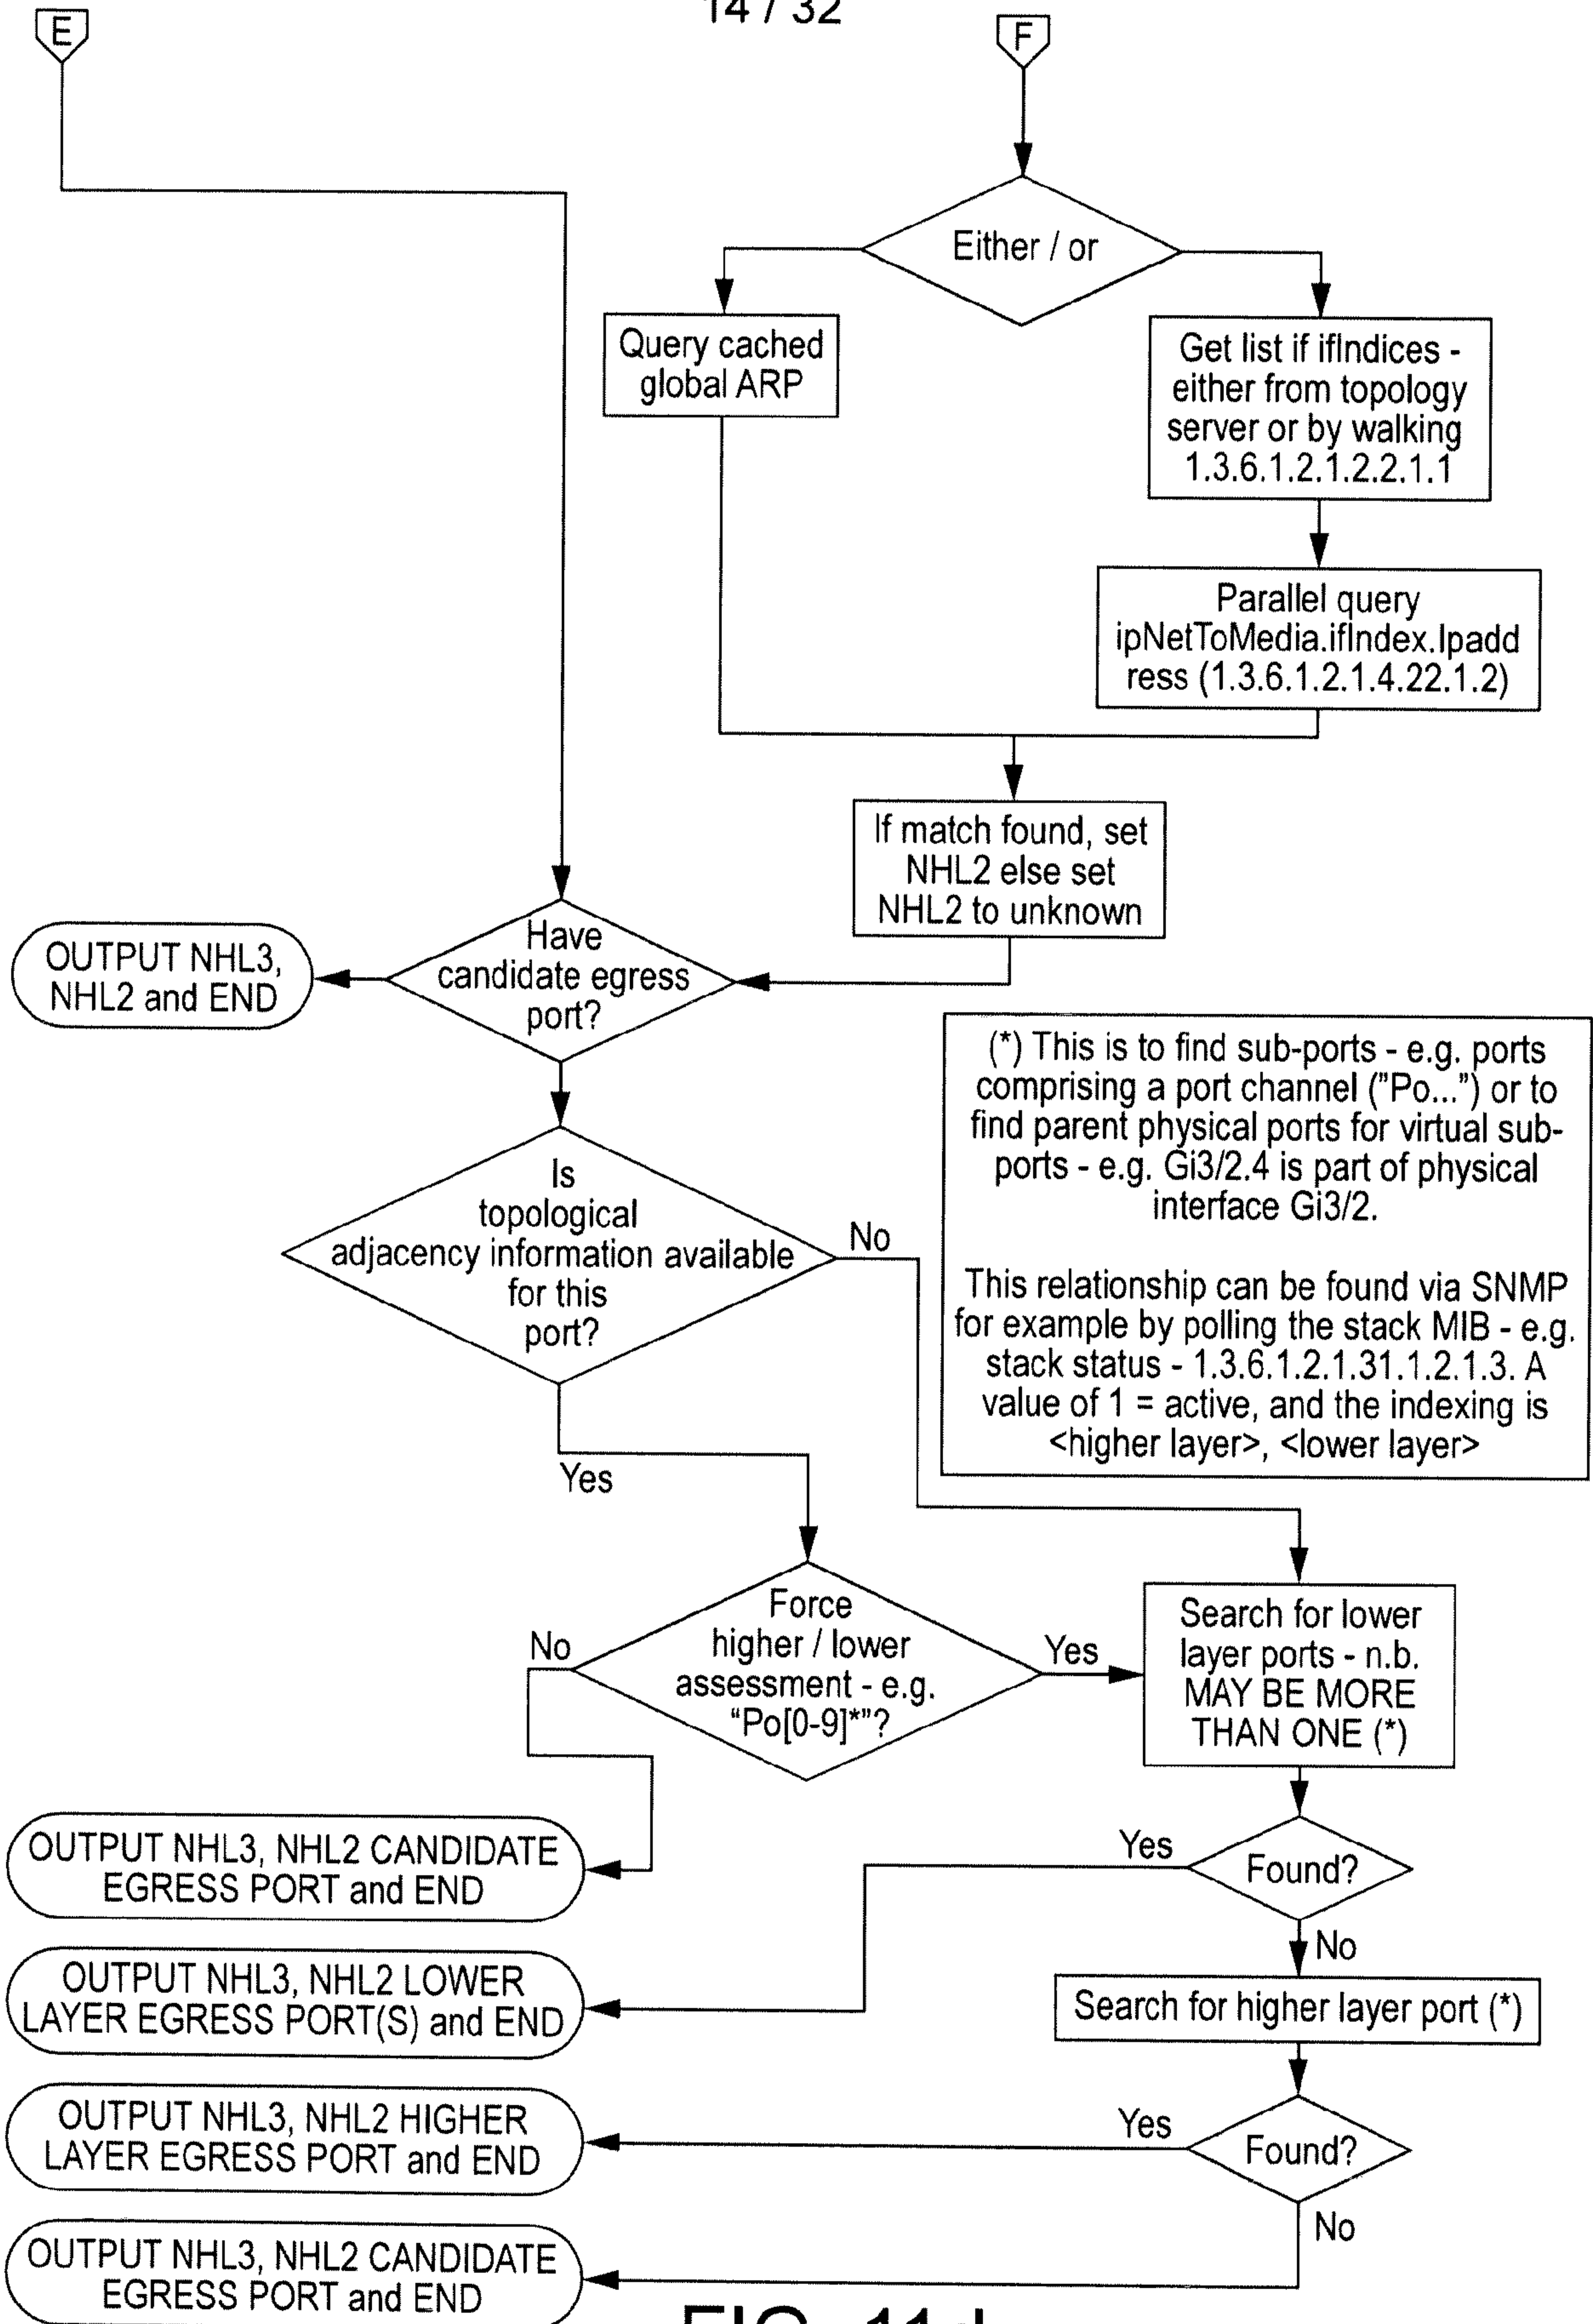 14 / 32
E
F
Either / or
Query cached
global ARP
Get list if ifIndices -
either from topology
server or by walking
1.3.6.1.2.1.2.2.1.1
Parallel query
ipNetToMedia.ifIndex.Ipadd
ress (1.3.6.1.2.1.4.22.1.2)
If match found, set
NHL2 else set
NHL2 to unknown
Have
candidate egress
port?
OUTPUT NHL3,
NHL2 and END
(*) This is to find sub-ports - e.g. ports
comprising a port channel ("Po...") or to
find parent physical ports for virtual sub-
ports - e.g. Gi3/2.4 is part of physical
interface Gi3/2.
This relationship can be found via SNMP
for example by polling the stack MIB - e.g.
stack status - 1.3.6.1.2.1.31.1.2.1.3. A
value of 1 = active, and the indexing is
<higher layer>, <lower layer>
Is
topological
adjacency information available
for this
port?
No
Yes
Force
higher / lower
assessment - e.g.
“Po[0-9]*”?
No
Yes
Search for lower
layer ports - n.b.
MAY BE MORE
THAN ONE (*)
OUTPUT NHL3, NHL2 CANDIDATE
EGRESS PORT and END
Yes
Found?
No
OUTPUT NHL3, NHL2 LOWER
LAYER EGRESS PORT(S) and END
Search for higher layer port (*)
OUTPUT NHL3, NHL2 HIGHER
LAYER EGRESS PORT and END
Yes
Found?
No
OUTPUT NHL3, NHL2 CANDIDATE
EGRESS PORT and END
FIG. 11d